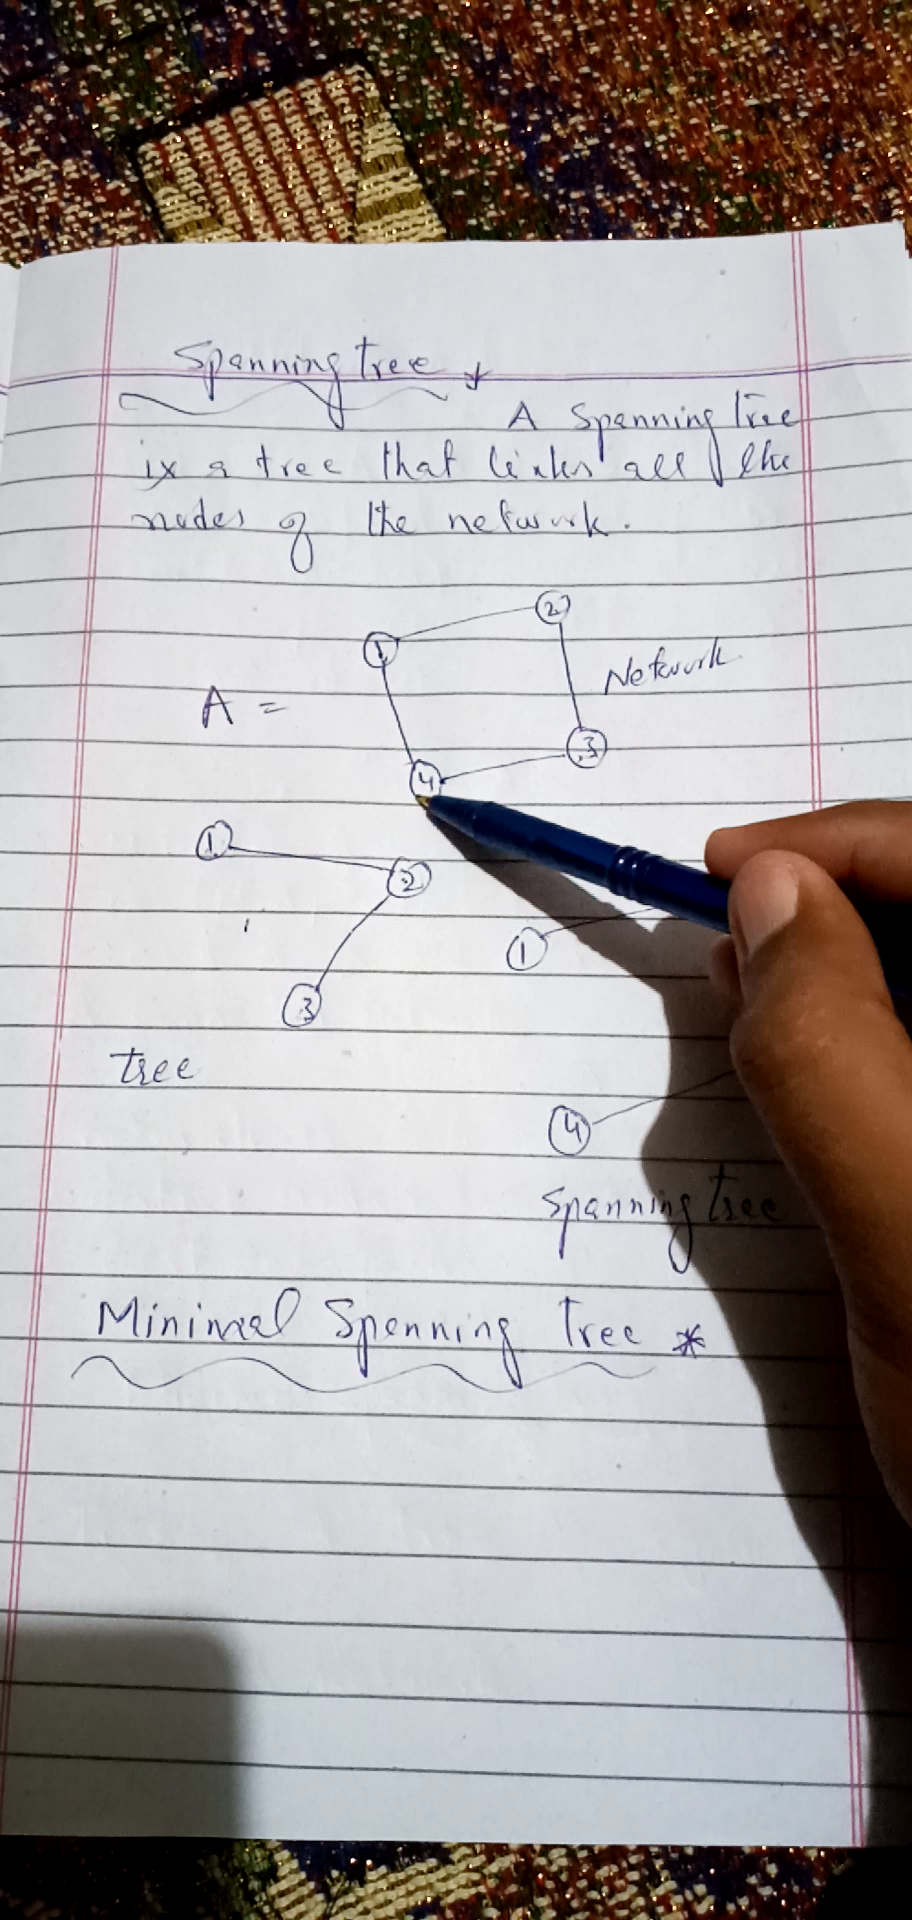 Spanning tree *
A Spanning tree
is a tree that links all the
nodes of the network.
2
1
Network
A =
3
4
1
2
1
3
tree
4
Spanning tree
Minimal Spanning Tree *